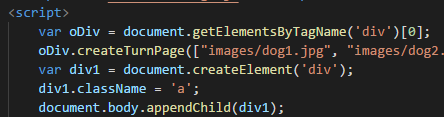 <script>
var oDiv = document.getElementsByTagName('div')[0];
oDiv.createTurnPage(["images/dog1.jpg", "images/dog2.
var div1 = document.createElement('div');
div1.className = 'a';
document.body.appendChild(div1);